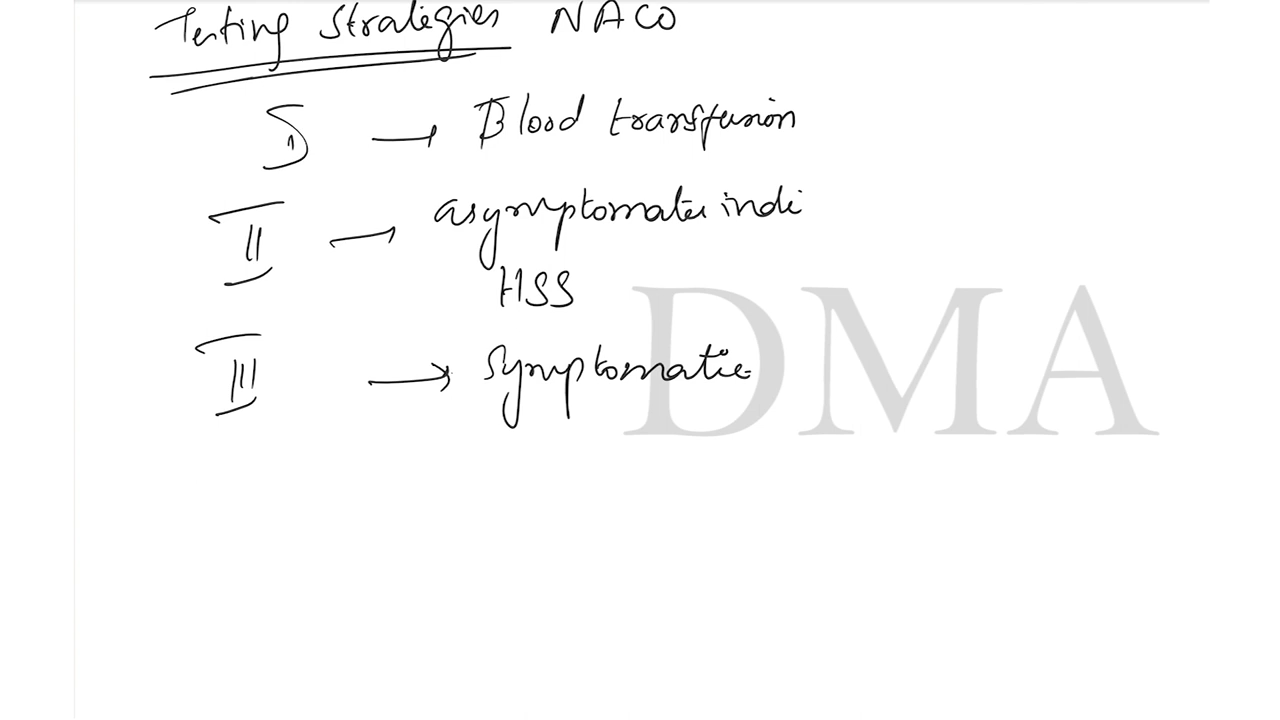 Testing Strategies NACO
I → Blood transfusion
II → asymptomatic indi
HSS
III → Symptomatic
DMA